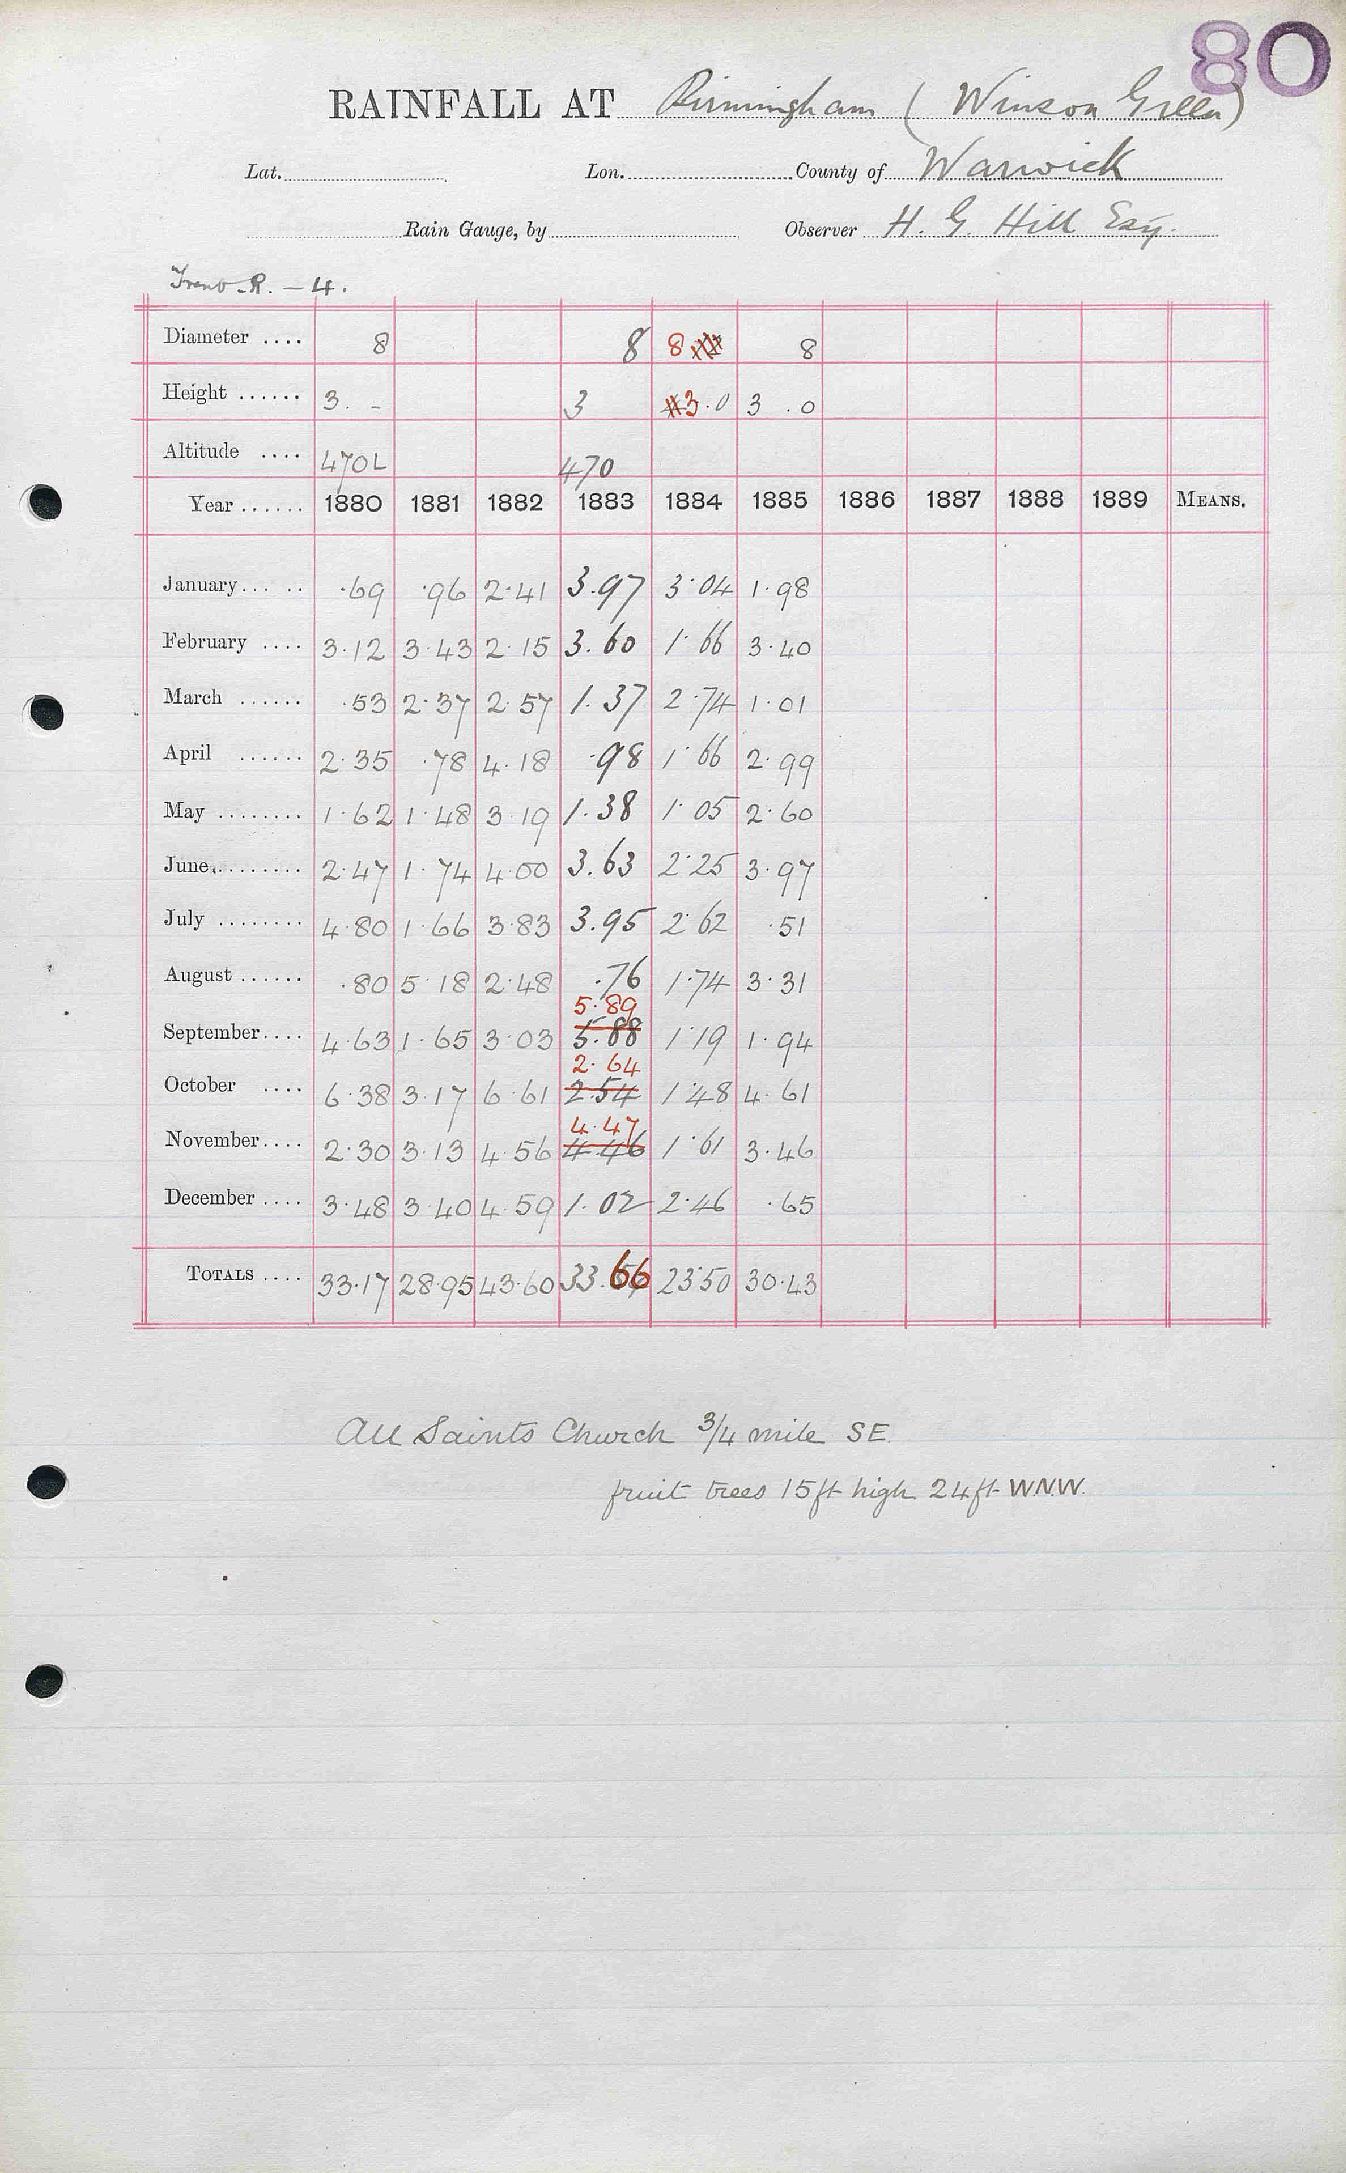 80
RAINFALL AT Birmingham (Winson Green)
Lat. Lon. County of Warwick
Rain Gauge, by Observer H. G. Hill Esq.
R. — 4.
Diameter .... 8 8 8 8
Height ...... 3. - 3 3.0 3.0
Altitude .... 470L 470
Year ...... 1880 1881 1882 1883 1884 1885 1886 1887 1888 1889 MEANS.
January... .. .69 .96 2.41 3.97 3.04 1.98
February .... 3.12 3.43 2.15 3.60 1.66 3.40
March ...... .53 2.37 2.57 1.37 2.74 1.01
April ...... 2.35 .78 4.18 .98 1.66 2.99
May ........ 1.62 1.48 3.19 1.38 1.05 2.60
June......... 2.47 1.74 4.00 3.63 2.25 3.97
July ........ 4.80 1.66 3.83 3.95 2.62 .51
August ...... .80 5.18 2.48 .76 1.74 3.31
5.89
September.... 4.63 1.65 3.03 5.88 1.19 1.94
2.64
October .... 6.38 3.17 6.61 2.54 1.48 4.61
4.47
November.... 2.30 3.13 4.56 4.46 1.61 3.46
December .... 3.48 3.40 4.59 1.02 2.46 .65
TOTALS .... 33.17 28.95 43.60 33.66 23.50 30.43
All Saints Church 3/4 mile SE.
fruit trees 15ft high 24ft WNW.